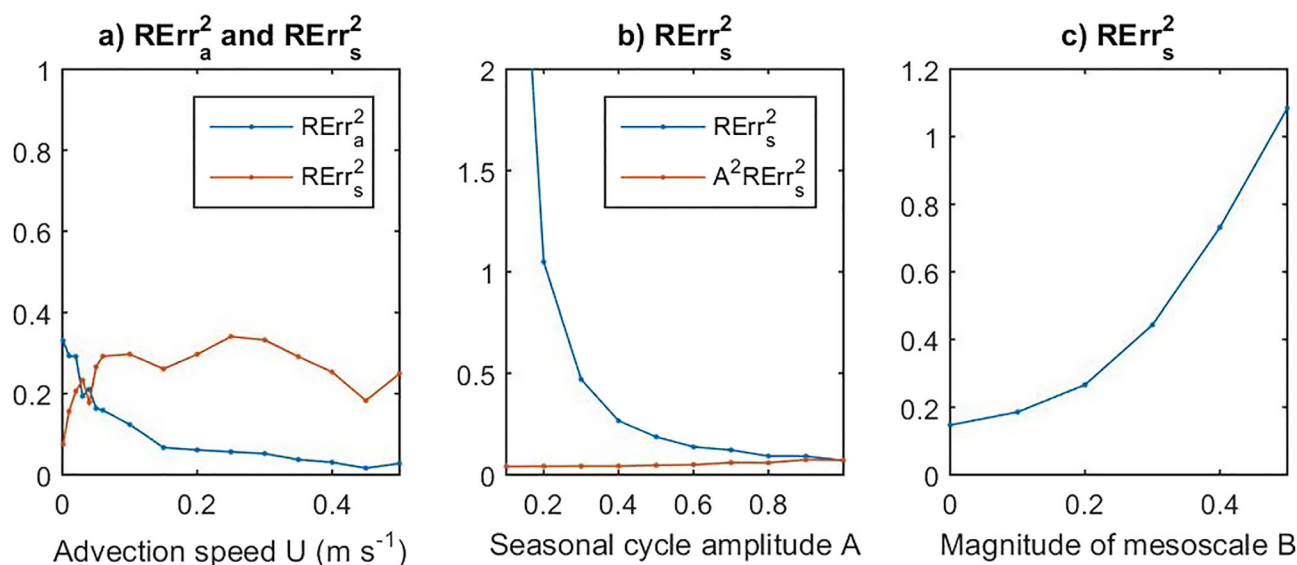 a) RErr²ₐ and RErr²ₛ
1
0.8
0.6
0.4
0.2
0
0 0.2 0.4
RErr²ₐ
RErr²ₛ
Advection speed U (m s⁻¹)
b) RErr²ₛ
2
1.5
1
0.5
0
0.2 0.4 0.6 0.8
RErr²ₛ
A²RErr²ₛ
Seasonal cycle amplitude A
c) RErr²ₛ
1.2
1
0.8
0.6
0.4
0.2
0
0 0.2 0.4
Magnitude of mesoscale B